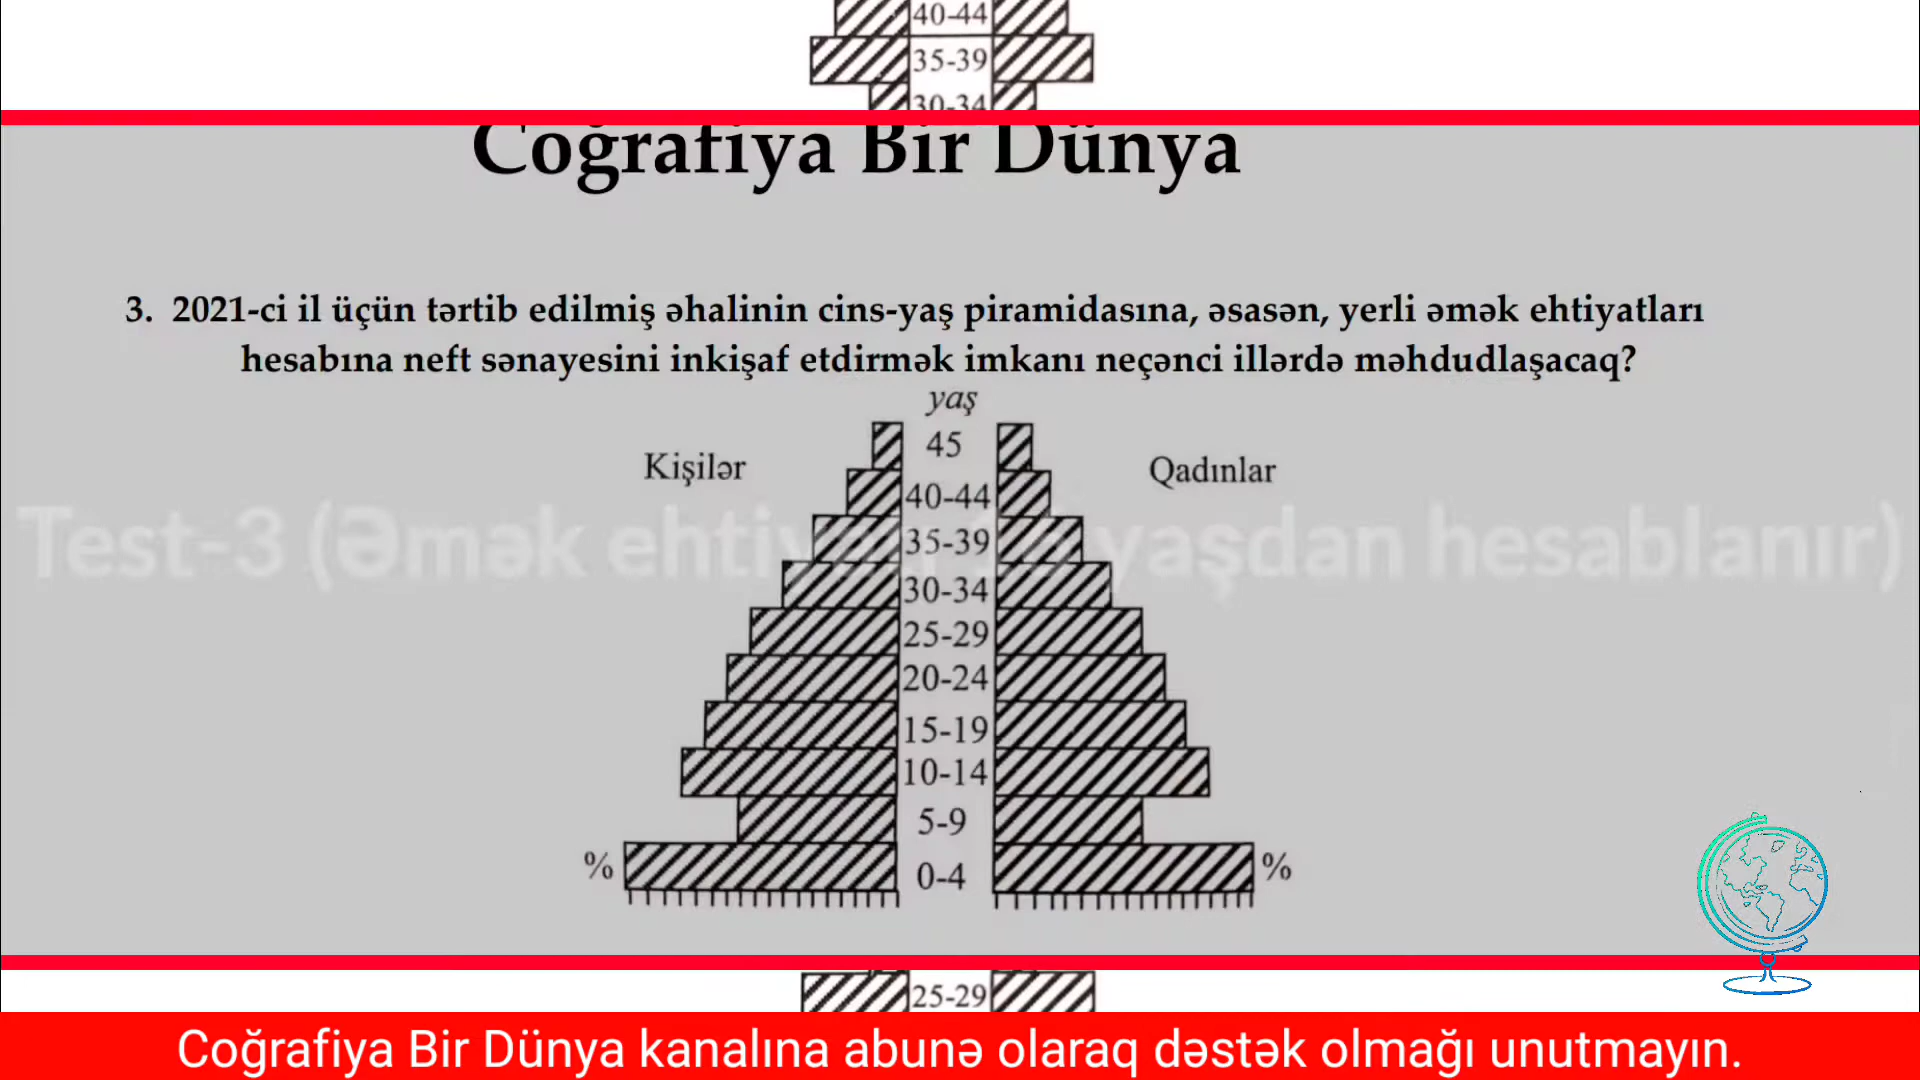 40-44
35-39
30-34
Coğrafiya Bir Dünya
3. 2021-ci il üçün tərtib edilmiş əhalinin cins-yaş piramidasına, əsasən, yerli əmək ehtiyatları
hesabına neft sənayesini inkişaf etdirmək imkanı neçənci illərdə məhdudlaşacaq?
yaş
45
Kişilər
Qadınlar
40-44
Test-3 (Əmək yaşdan hesablanır)
35-39
30-34
25-29
20-24
15-19
10-14
5-9
% 0-4 %
25-29
Coğrafiya Bir Dünya kanalına abunə olaraq dəstək olmağı unutmayın.